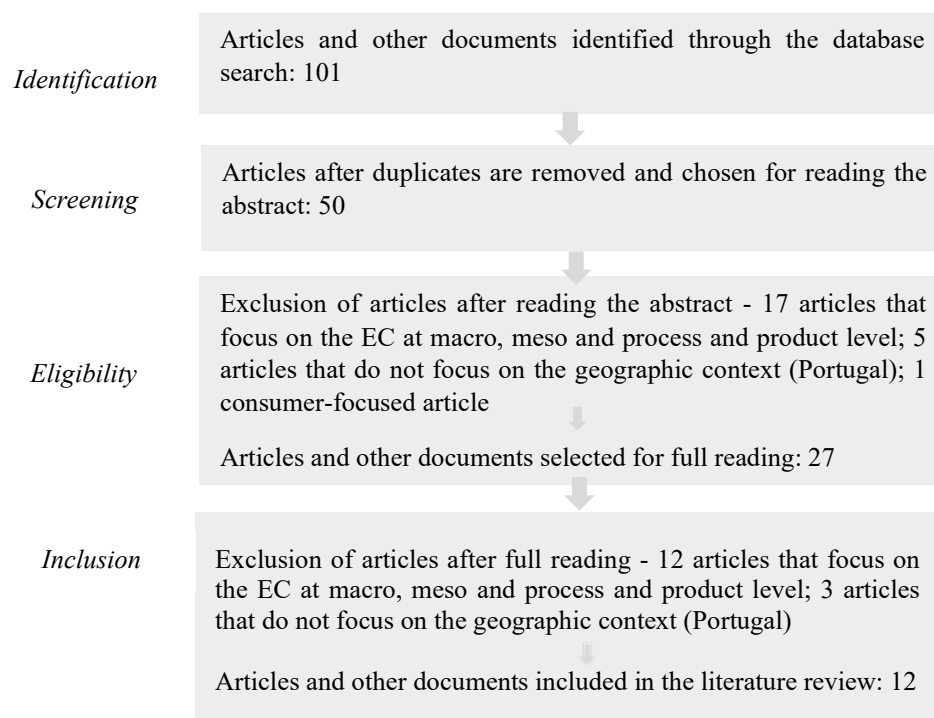 Articles and other documents identified through the database
search: 101
Identification
Articles after duplicates are removed and chosen for reading the
abstract: 50
Screening
Exclusion of articles after reading the abstract - 17 articles that
focus on the EC at macro, meso and process and product level; 5
articles that do not focus on the geographic context (Portugal); 1
consumer-focused article
Eligibility
Articles and other documents selected for full reading: 27
Inclusion
Exclusion of articles after full reading - 12 articles that focus on
the EC at macro, meso and process and product level; 3 articles
that do not focus on the geographic context (Portugal)
Articles and other documents included in the literature review: 12